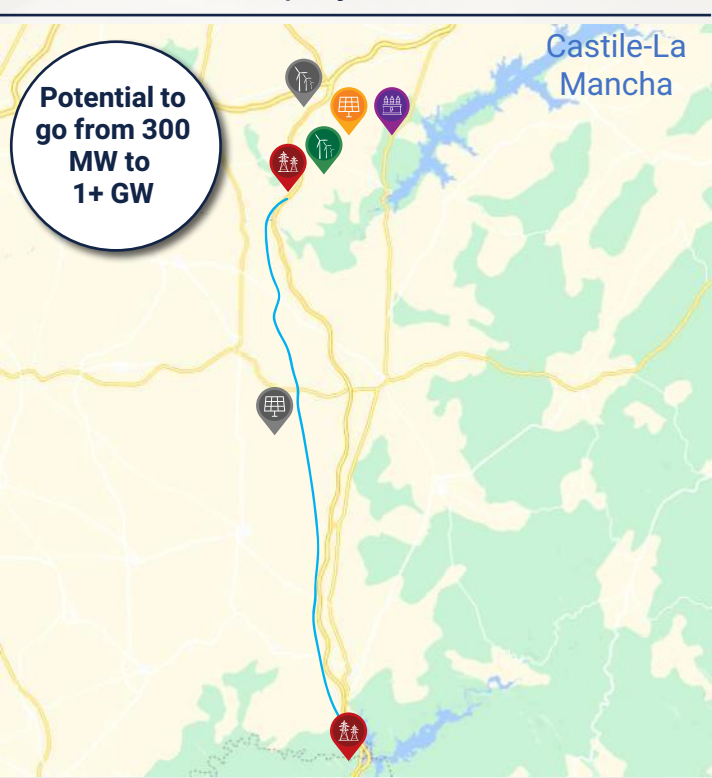 Castile-La
Mancha
Potential to
go from 300
MW to
1+ GW